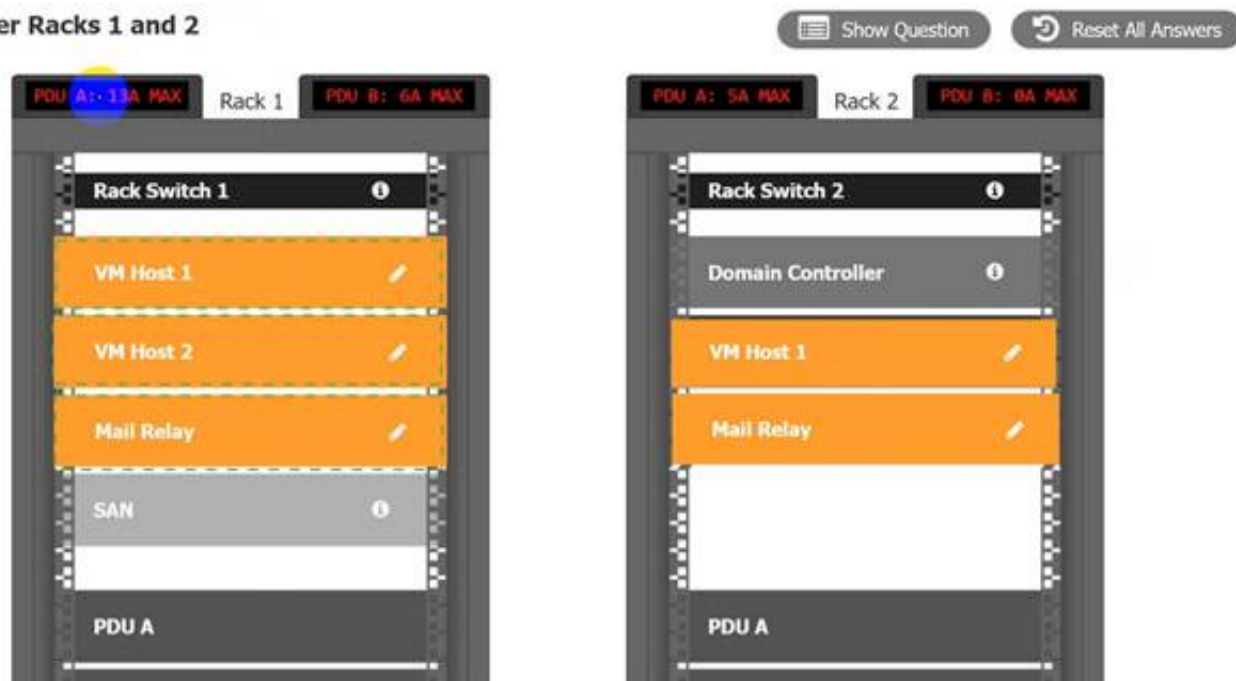 er Racks 1 and 2
Show Question
Reset All Answers
PDU A: 13A MAX
Rack 1
PDU B: 6A MAX
Rack Switch 1
VM Host 1
VM Host 2
Mail Relay
SAN
PDU A
PDU A: 5A MAX
Rack 2
PDU B: 0A MAX
Rack Switch 2
Domain Controller
VM Host 1
Mail Relay
PDU A